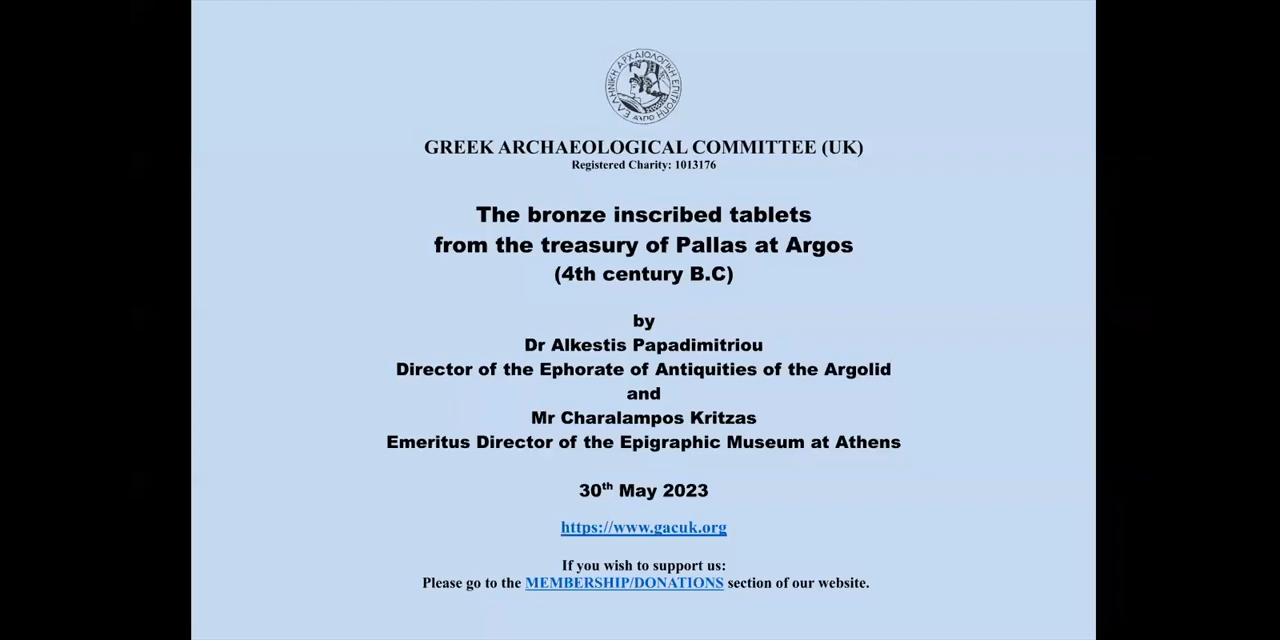 ΕΛΛΗΝΙΚΗ ΑΡΧΑΙΟΛΟΓΙΚΗ ΕΠΙΤΡΟΠΗ
GREEK ARCHAEOLOGICAL COMMITTEE (UK)
Registered Charity: 1013176
The bronze inscribed tablets
from the treasury of Pallas at Argos
(4th century B.C)
by
Dr Alkestis Papadimitriou
Director of the Ephorate of Antiquities of the Argolid
and
Mr Charalampos Kritzas
Emeritus Director of the Epigraphic Museum at Athens
30th May 2023
https://www.gacuk.org
If you wish to support us:
Please go to the MEMBERSHIP/DONATIONS section of our website.